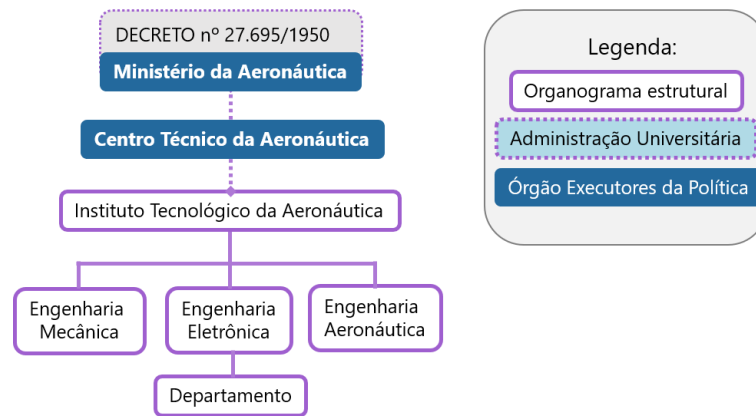 DECRETO nº 27.695/1950
Ministério da Aeronáutica
Centro Técnico da Aeronáutica
Instituto Tecnológico da Aeronáutica
Engenharia
Mecânica
Engenharia
Eletrônica
Engenharia
Aeronáutica
Departamento
Legenda:
Organograma estrutural
Administração Universitária
Órgão Executores da Política